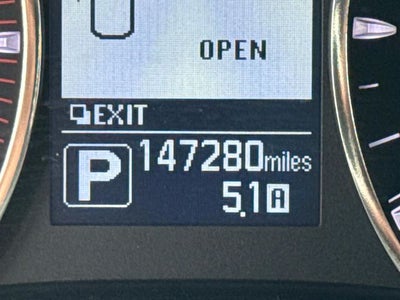 OPEN
EXIT
P 147280miles
5.1 A